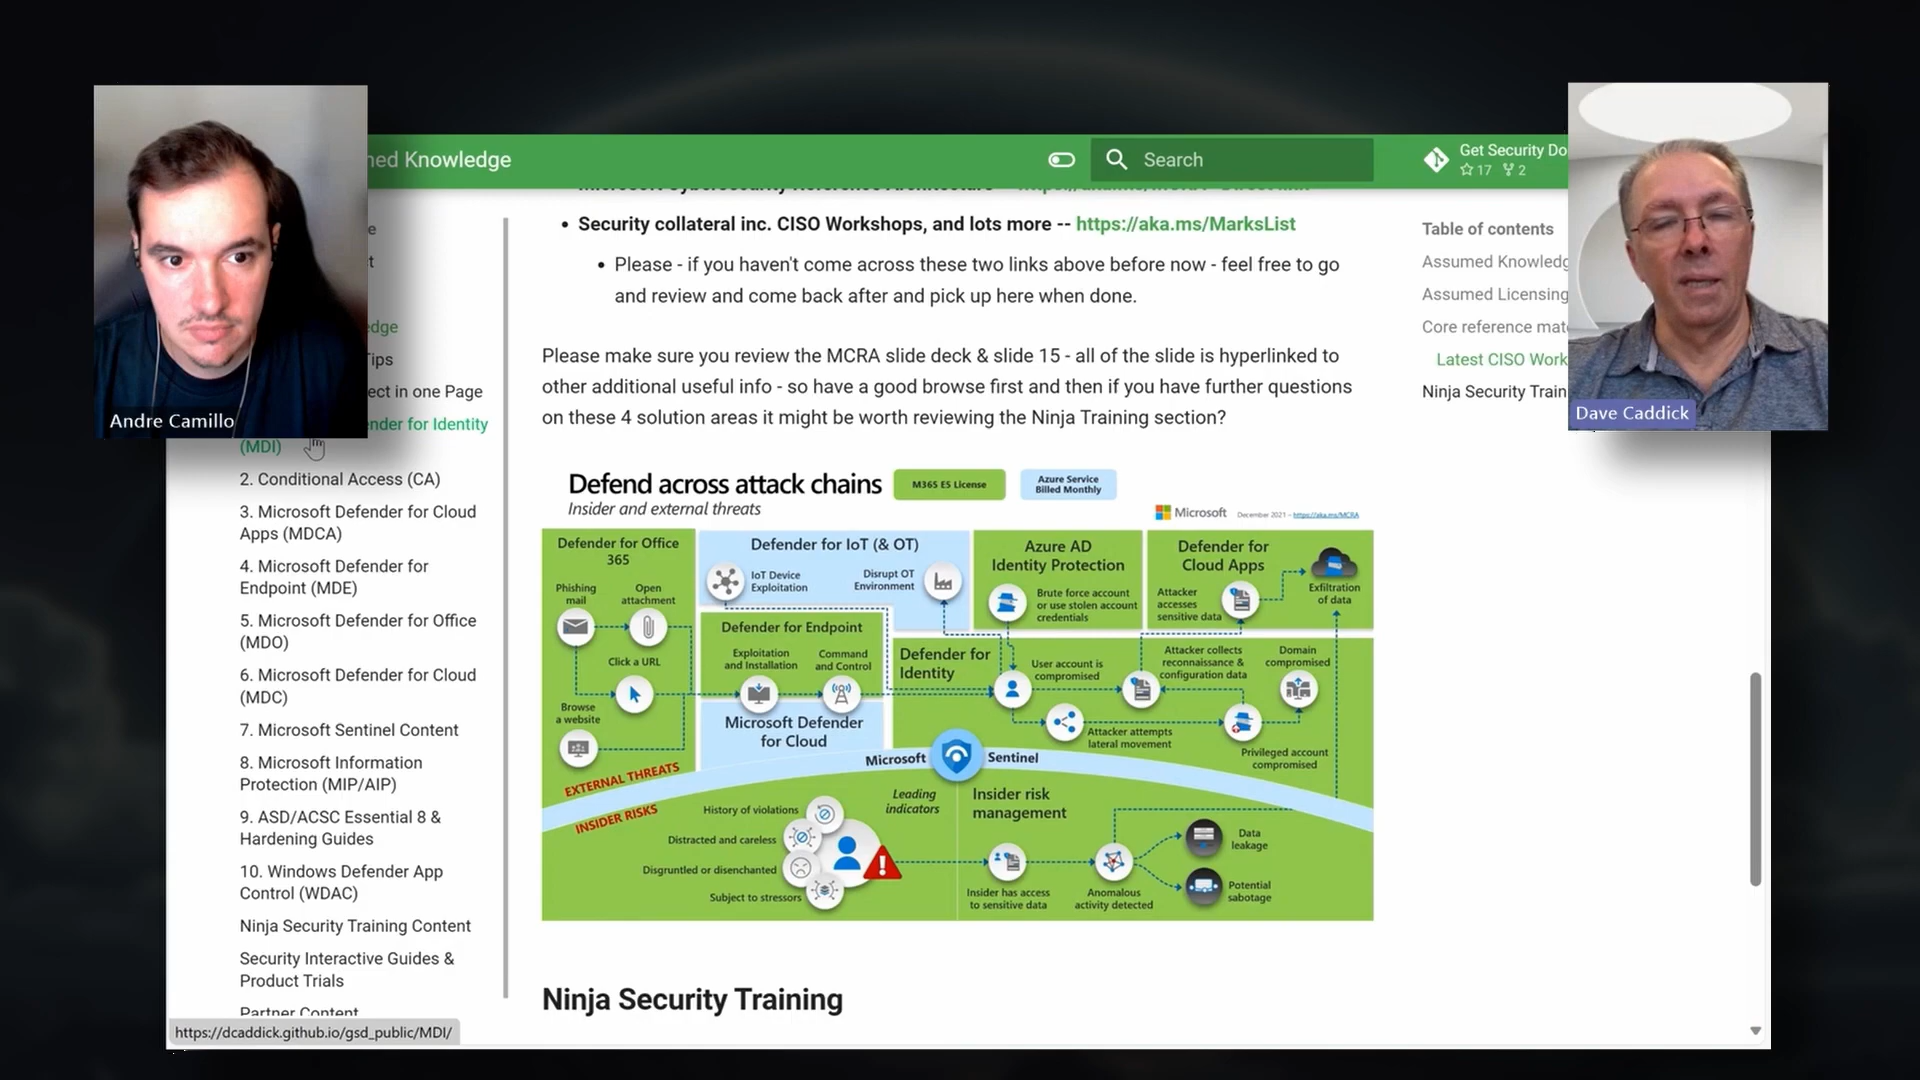 ned Knowledge
Search
Get Security Do
17 2
Security collateral inc. CISO Workshops, and lots more -- https://aka.ms/MarksList
Please - if you haven't come across these two links above before now - feel free to go
and review and come back after and pick up here when done.
Please make sure you review the MCRA slide deck & slide 15 - all of the slide is hyperlinked to
other additional useful info - so have a good browse first and then if you have further questions
on these 4 solution areas it might be worth reviewing the Ninja Training section?
Andre Camillo
Dave Caddick
edge
Tips
ect in one Page
ender for Identity
(MDI)
2. Conditional Access (CA)
3. Microsoft Defender for Cloud
Apps (MDCA)
4. Microsoft Defender for
Endpoint (MDE)
5. Microsoft Defender for Office
(MDO)
6. Microsoft Defender for Cloud
(MDC)
7. Microsoft Sentinel Content
8. Microsoft Information
Protection (MIP/AIP)
9. ASD/ACSC Essential 8 &
Hardening Guides
10. Windows Defender App
Control (WDAC)
Ninja Security Training Content
Security Interactive Guides &
Product Trials
Partner Content
https://dcaddick.github.io/gsd_public/MDI/
Table of contents
Assumed Knowledg
Assumed Licensing
Core reference mat
Latest CISO Work
Ninja Security Train
Defend across attack chains
Insider and external threats
M365 E5 License
Azure Service
Billed Monthly
Microsoft
December 2021 – https://aka.ms/MCRA
Defender for Office
365
Phishing
mail
Open
attachment
Click a URL
Browse
a website
Defender for IoT (& OT)
IoT Device
Exploitation
Disrupt OT
Environment
Defender for Endpoint
Exploitation
and Installation
Command
and Control
Microsoft Defender
for Cloud
Azure AD
Identity Protection
Brute force account
or use stolen account
credentials
Defender for
Cloud Apps
Attacker
accesses
sensitive data
Exfiltration
of data
Defender for
Identity
User account is
compromised
Attacker collects
reconnaissance &
configuration data
Domain
compromised
Attacker attempts
lateral movement
Privileged account
compromised
Microsoft Sentinel
EXTERNAL THREATS
INSIDER RISKS
History of violations
Distracted and careless
Disgruntled or disenchanted
Subject to stressors
Leading
indicators
Insider risk
management
Insider has access
to sensitive data
Anomalous
activity detected
Data
leakage
Potential
sabotage
Ninja Security Training